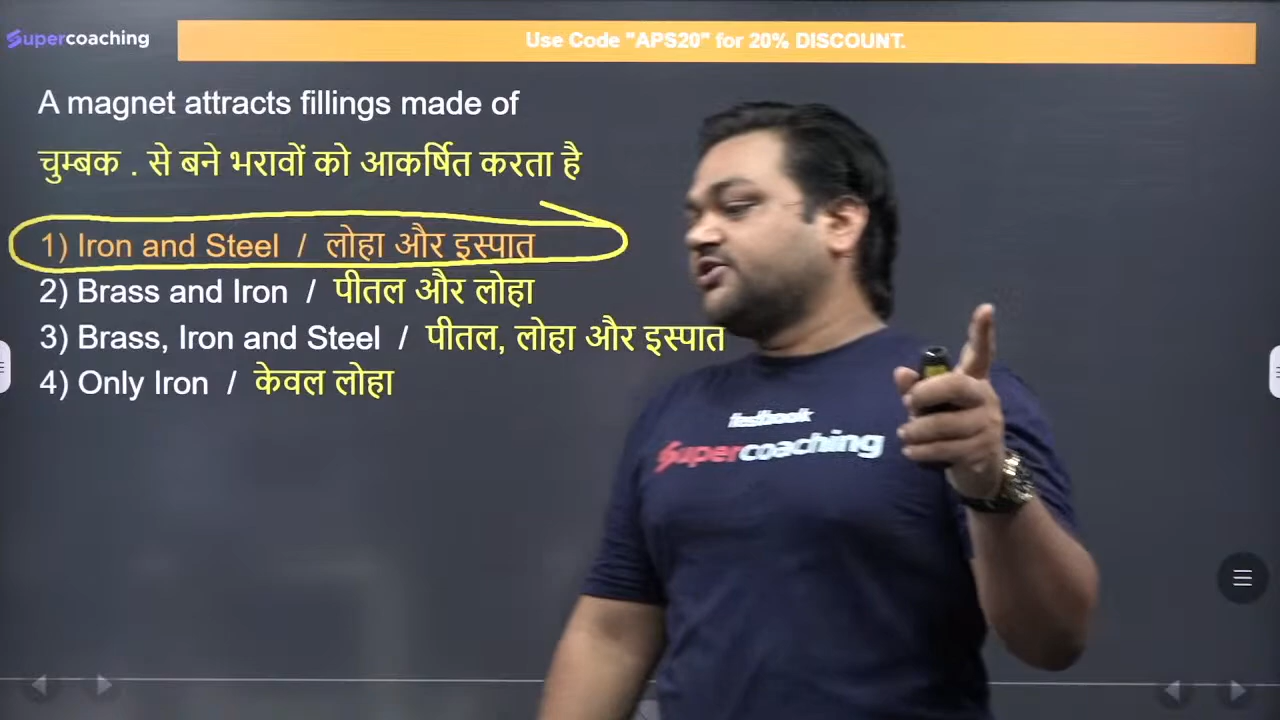 Supercoaching
Use Code "APS20" for 20% DISCOUNT.
A magnet attracts fillings made of
चुम्बक . से बने भरावों को आकर्षित करता है
1) Iron and Steel / लोहा और इस्पात
2) Brass and Iron / पीतल और लोहा
3) Brass, Iron and Steel / पीतल, लोहा और इस्पात
4) Only Iron / केवल लोहा
Supercoaching